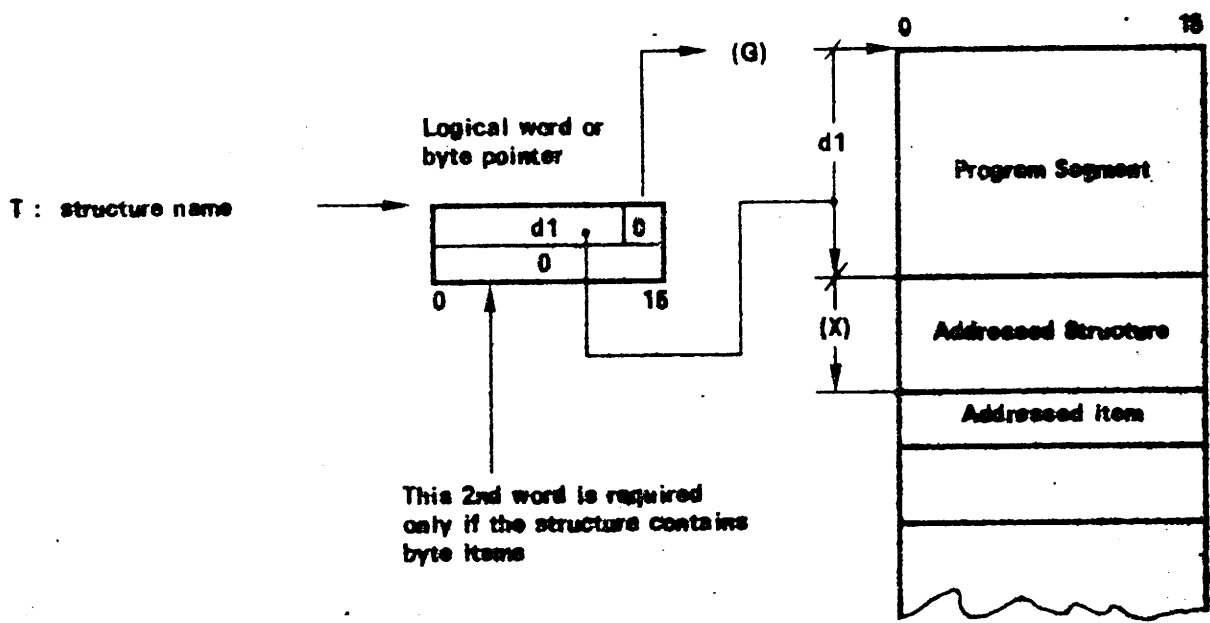 0 15
(G)
d1
Logical word or
byte pointer
Program Segment
T : structure name
d1 0
0
0 15
(X)
Addressed Structure
Addressed item
This 2nd word is required
only if the structure contains
byte items